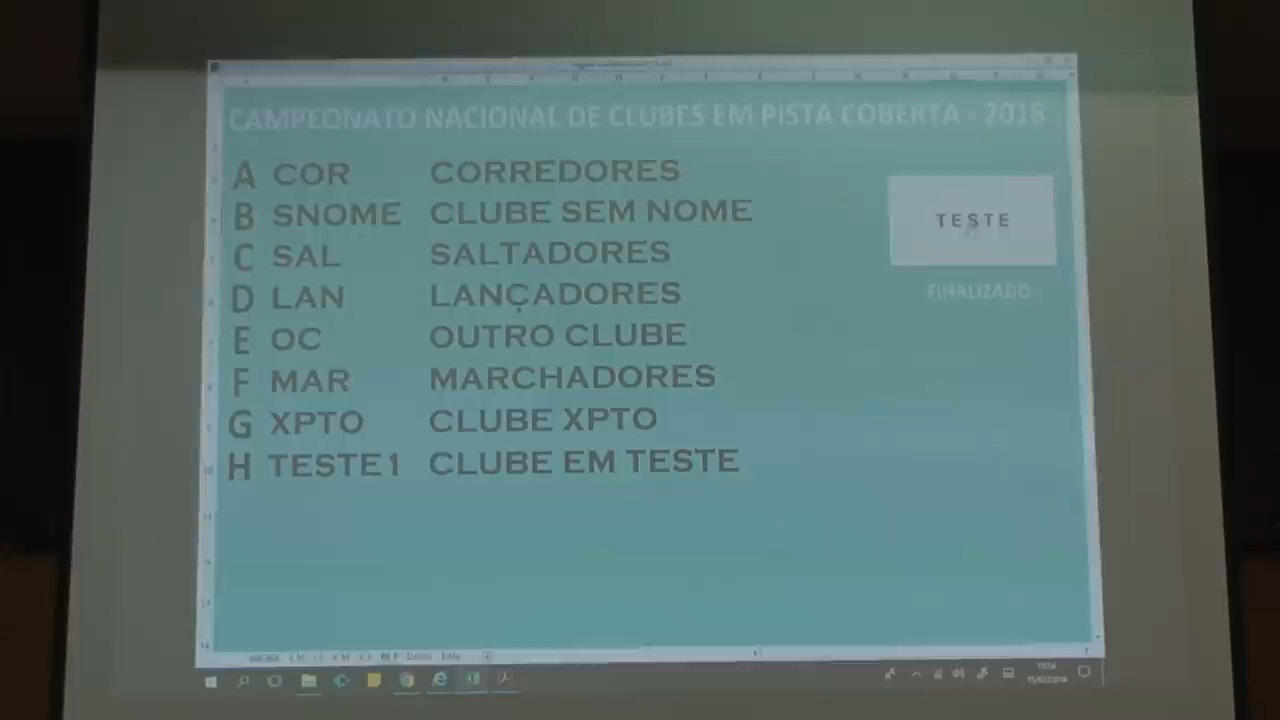 CAMPEONATO NACIONAL DE CLUBES EM PISTA COBERTA - 2018
A COR CORREDORES
B SNOME CLUBE SEM NOME
C SAL SALTADORES
D LAN LANÇADORES
E OC OUTRO CLUBE
F MAR MARCHADORES
G XPTO CLUBE XPTO
H TESTE1 CLUBE EM TESTE
TESTE
FINALIZADO